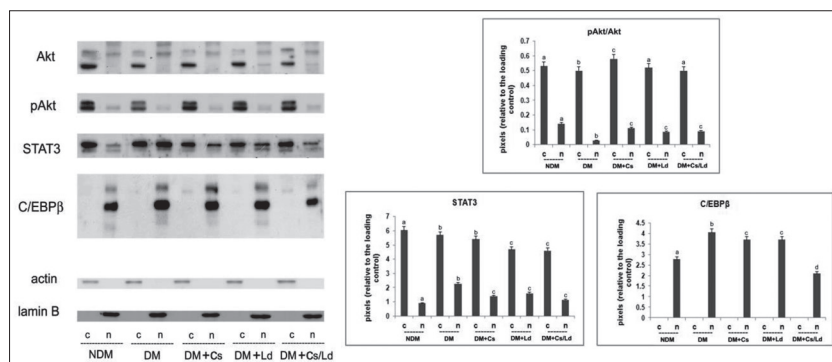 Akt
pAkt
STAT3
C/EBPβ
actin
lamin B
c n c n c n c n c n
NDM DM DM+Cs DM+Ld DM+Cs/Ld
pAkt/Akt
pixels (relative to the loading control)
0.7
0.6
0.5
0.4
0.3
0.2
0.1
0
a a b b c c a c b c
c n c n c n c n c n
NDM DM DM+Cs DM+Ld DM+Cs/Ld
STAT3
pixels (relative to the loading control)
7
6
5
4
3
2
1
0
a a b b b c c c c c
c n c n c n c n c n
NDM DM DM+Cs DM+Ld DM+Cs/Ld
C/EBPβ
pixels (relative to the loading control)
4.5
4
3.5
3
2.5
2
1.5
1
0.5
0
a b c c d
c n c n c n c n c n
NDM DM DM+Cs DM+Ld DM+Cs/Ld